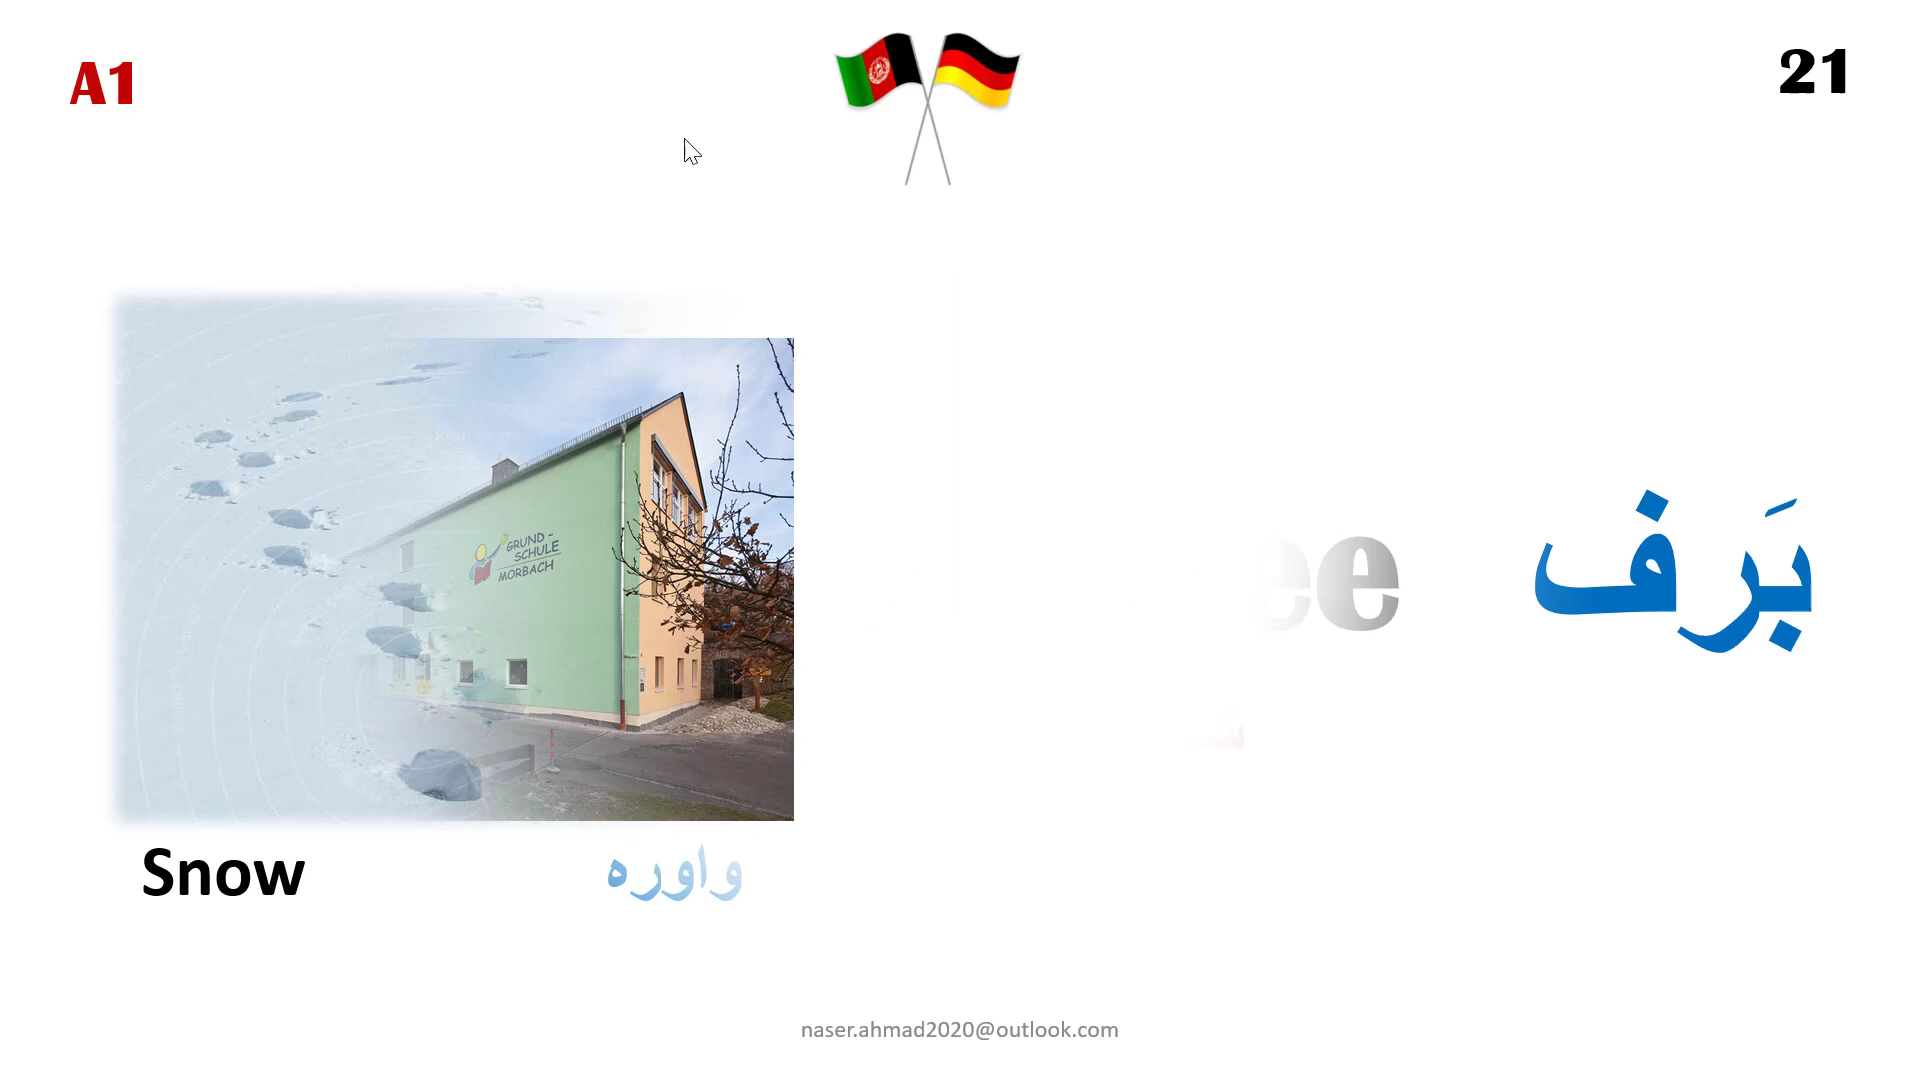 A1
21
GRUND-
SCHULE
MORBACH
ee
بَرف
Snow
واوره
naser.ahmad2020@outlook.com